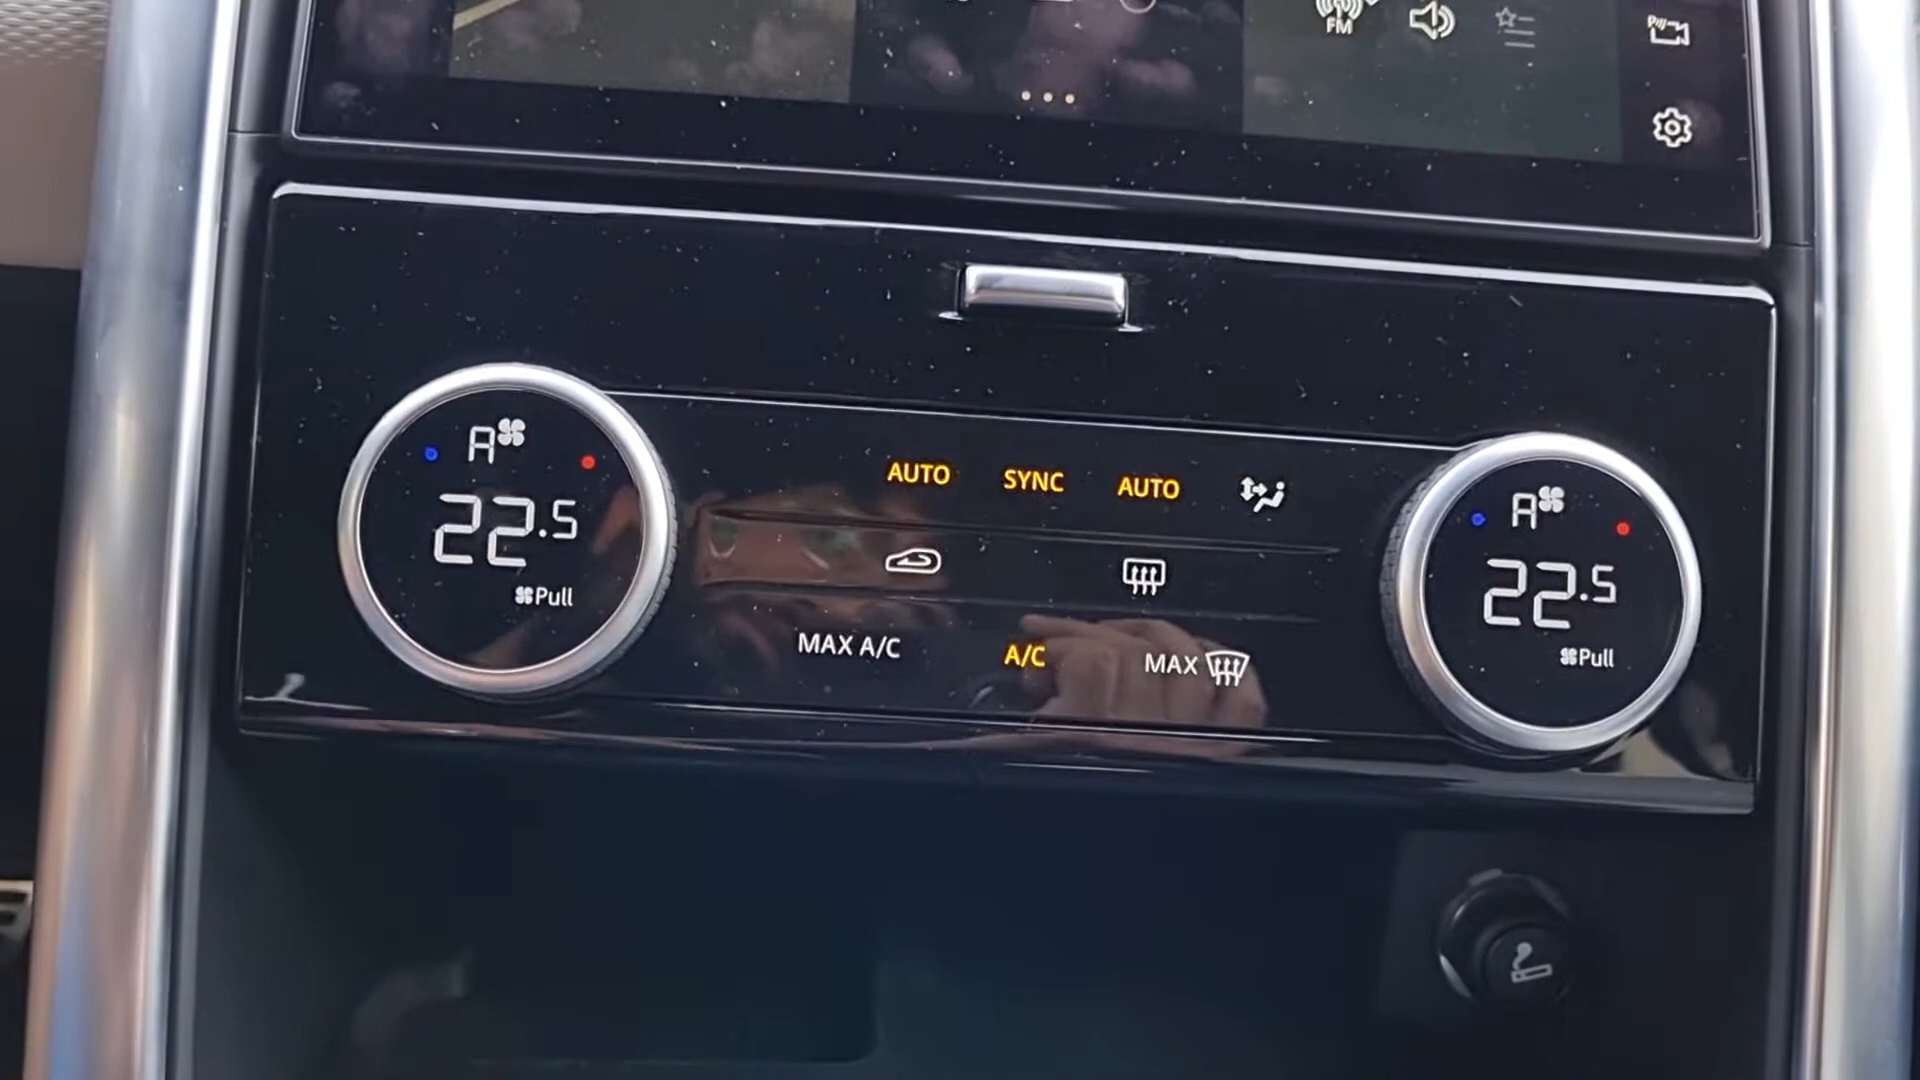 FM
P
A
22.5
Pull
AUTO SYNC AUTO
MAX A/C A/C MAX
A
22.5
Pull